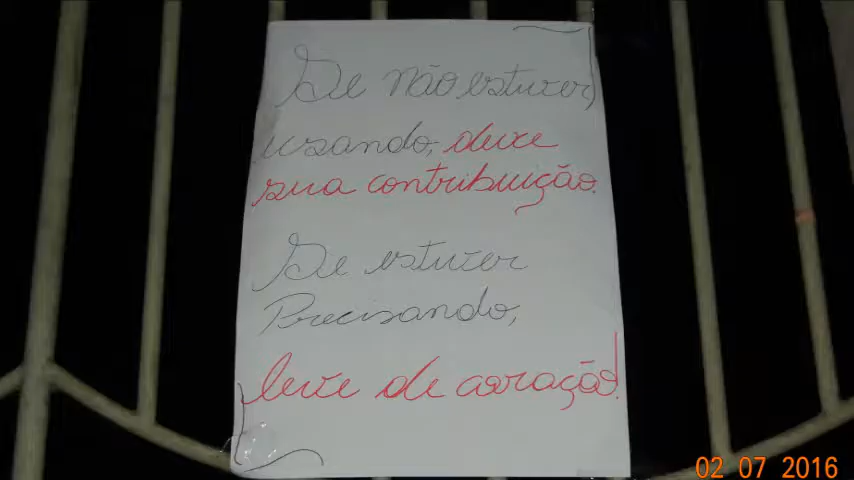 Se não estiver
usando, deixe
sua contribuição.
Se estiver
Precisando,
leve de coração!
02 07 2016